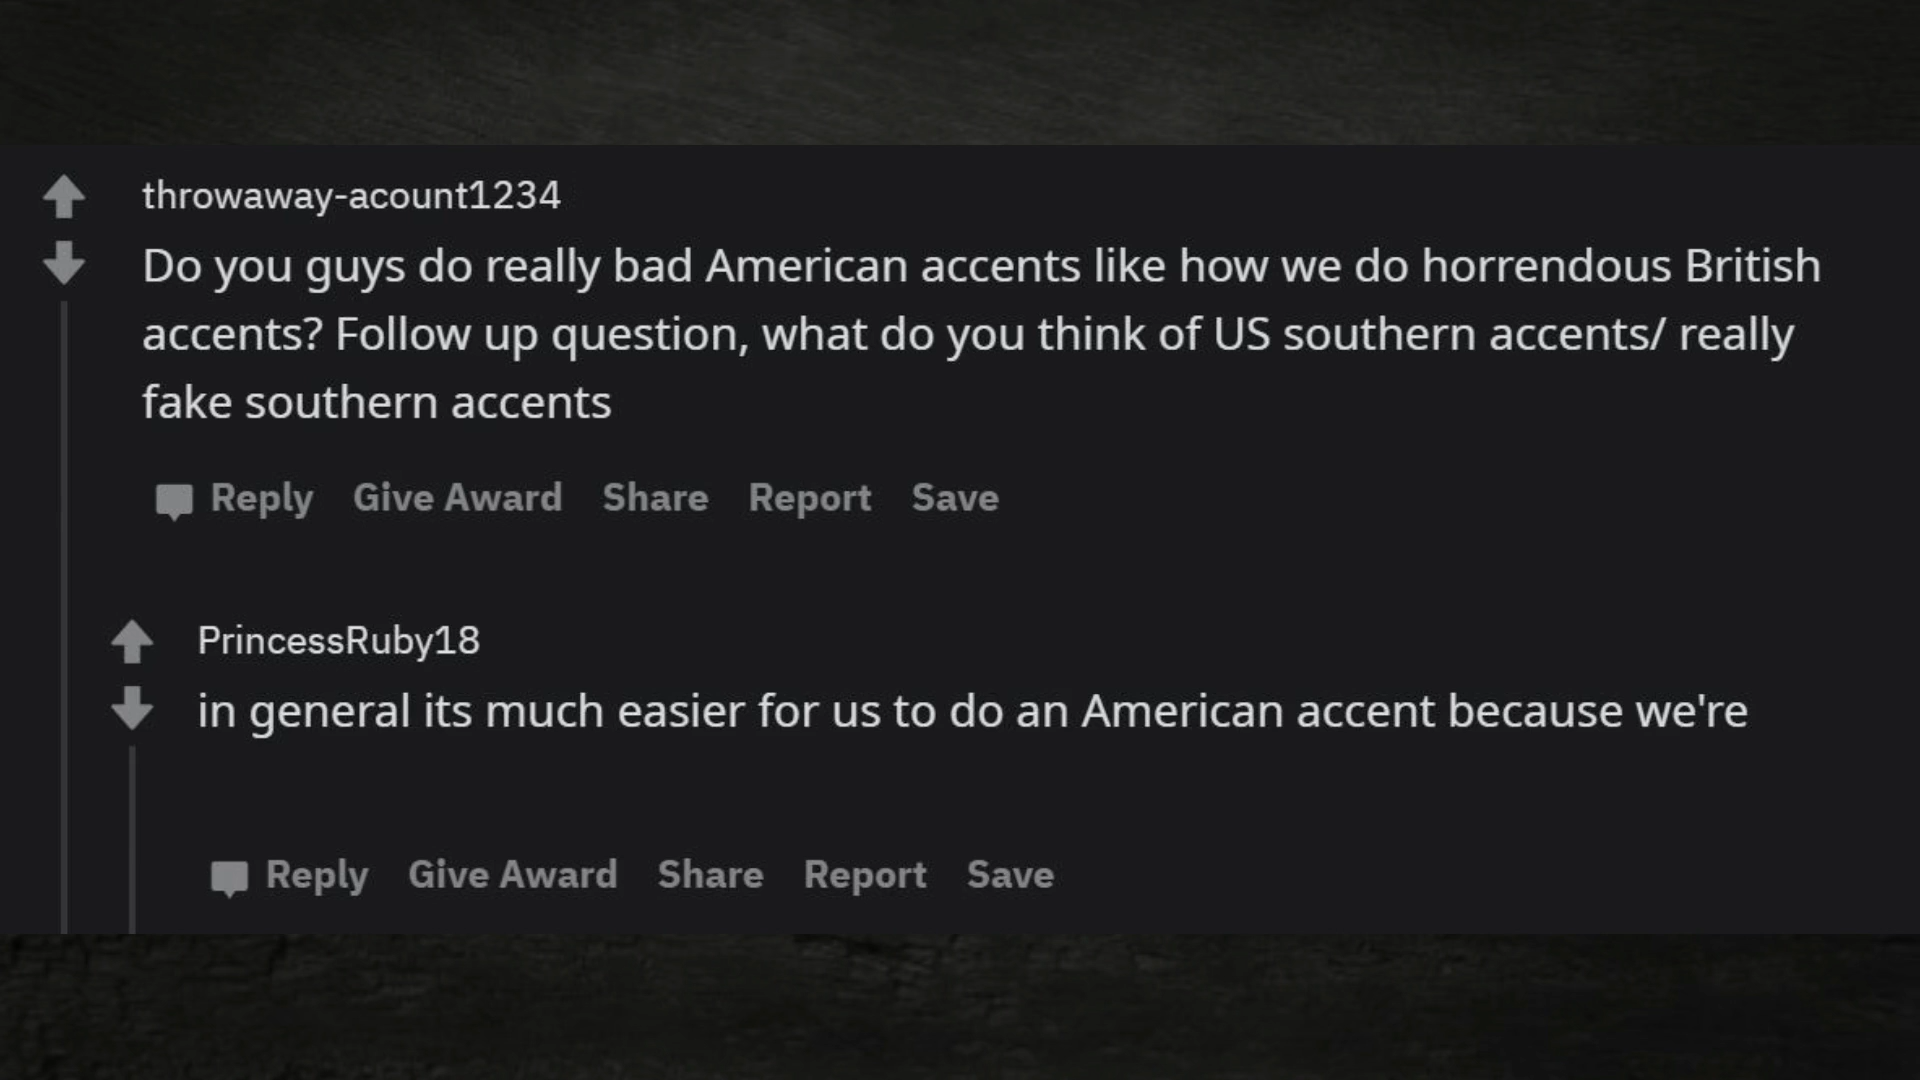 throwaway-acount1234
Do you guys do really bad American accents like how we do horrendous British
accents? Follow up question, what do you think of US southern accents/ really
fake southern accents
Reply Give Award Share Report Save
PrincessRuby18
in general its much easier for us to do an American accent because we're
Reply Give Award Share Report Save